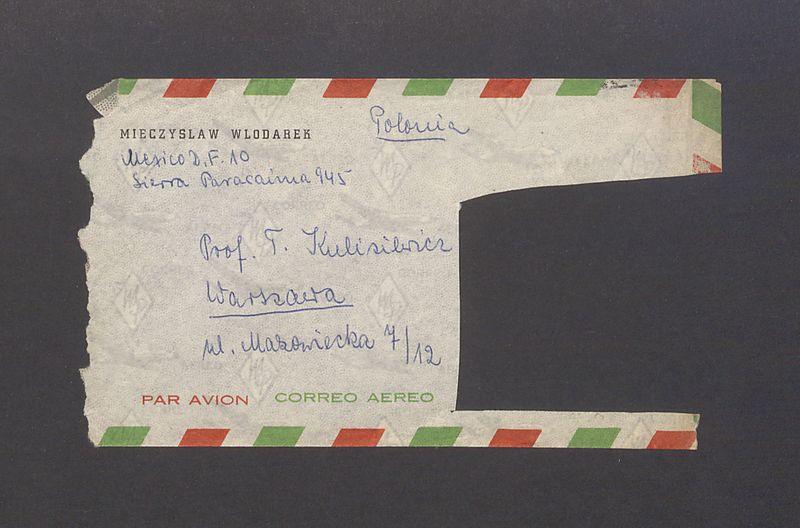 MIECZYSLAW WLODAREK
Polonia
Mexico D.F. 10
Sierra Paracaima 945
Prof. T. Kulisiewicz
Warszawa
ul. Mazowiecka 7/12
PAR AVION CORREO AEREO